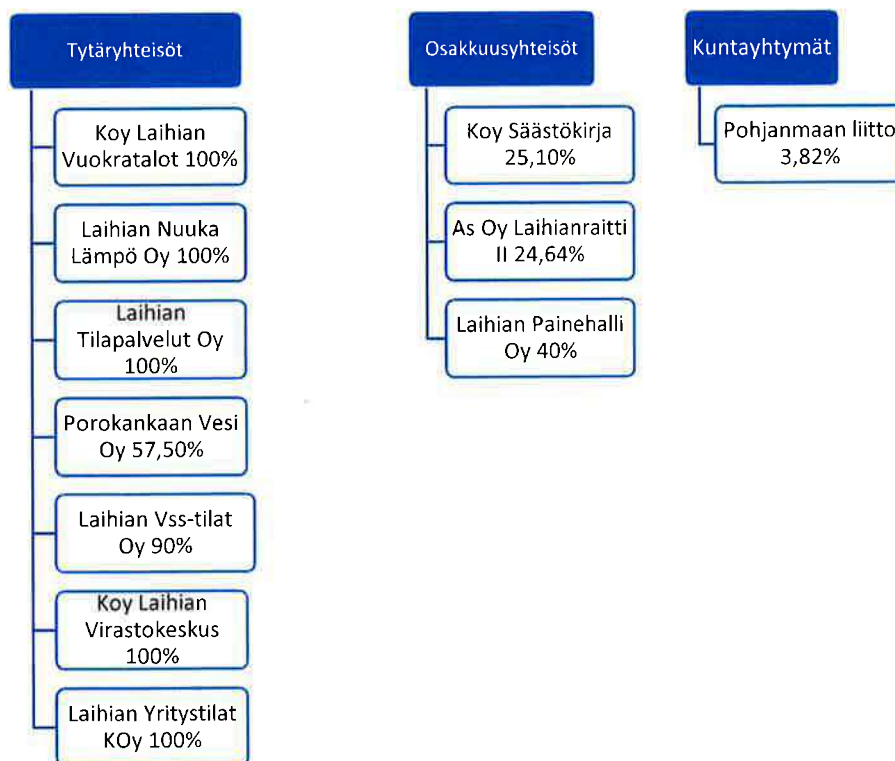 Tytäryhteisöt
Koy Laihian
Vuokratalot 100%
Laihian Nuuka
Lämpö Oy 100%
Laihian
Tilapalvelut Oy
100%
Porokankaan Vesi
Oy 57,50%
Laihian Vss-tilat
Oy 90%
Koy Laihian
Virastokeskus
100%
Laihian Yritystilat
KOy 100%
Osakkuusyhteisöt
Koy Säästökirja
25,10%
As Oy Laihianraitti
II 24,64%
Laihian Painehalli
Oy 40%
Kuntayhtymät
Pohjanmaan liitto
3,82%